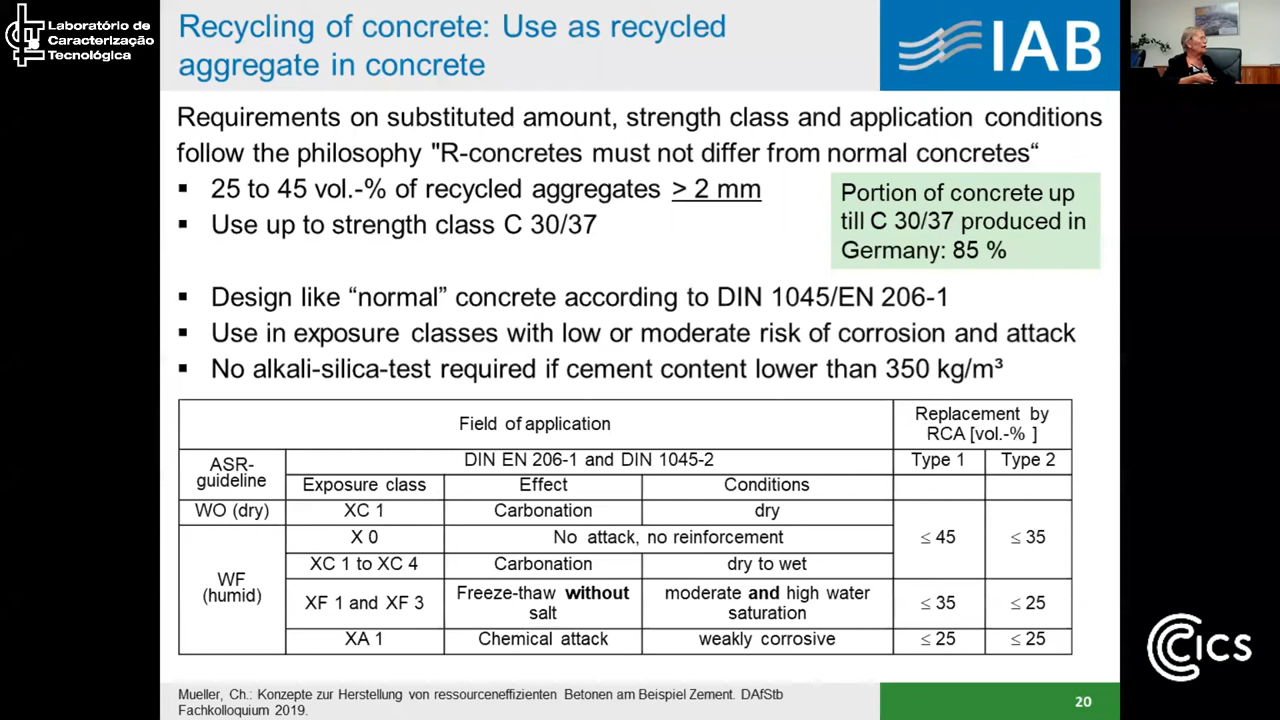 Laboratório de
Caracterização
Tecnológica
Recycling of concrete: Use as recycled
aggregate in concrete
IAB
Requirements on substituted amount, strength class and application conditions
follow the philosophy "R-concretes must not differ from normal concretes“
▪ 25 to 45 vol.-% of recycled aggregates > 2 mm
▪ Use up to strength class C 30/37
Portion of concrete up
till C 30/37 produced in
Germany: 85 %
▪ Design like “normal” concrete according to DIN 1045/EN 206-1
▪ Use in exposure classes with low or moderate risk of corrosion and attack
▪ No alkali-silica-test required if cement content lower than 350 kg/m³
Field of application
Replacement by
RCA [vol.-% ]
ASR-
guideline
DIN EN 206-1 and DIN 1045-2
Type 1
Type 2
Exposure class
Effect
Conditions
WO (dry)
XC 1
Carbonation
dry
≤ 45
≤ 35
WF
(humid)
X 0
No attack, no reinforcement
XC 1 to XC 4
Carbonation
dry to wet
XF 1 and XF 3
Freeze-thaw without
salt
moderate and high water
saturation
≤ 35
≤ 25
XA 1
Chemical attack
weakly corrosive
≤ 25
≤ 25
CICS
Mueller, Ch.: Konzepte zur Herstellung von ressourceneffizienten Betonen am Beispiel Zement. DAfStb
Fachkolloquium 2019.
20